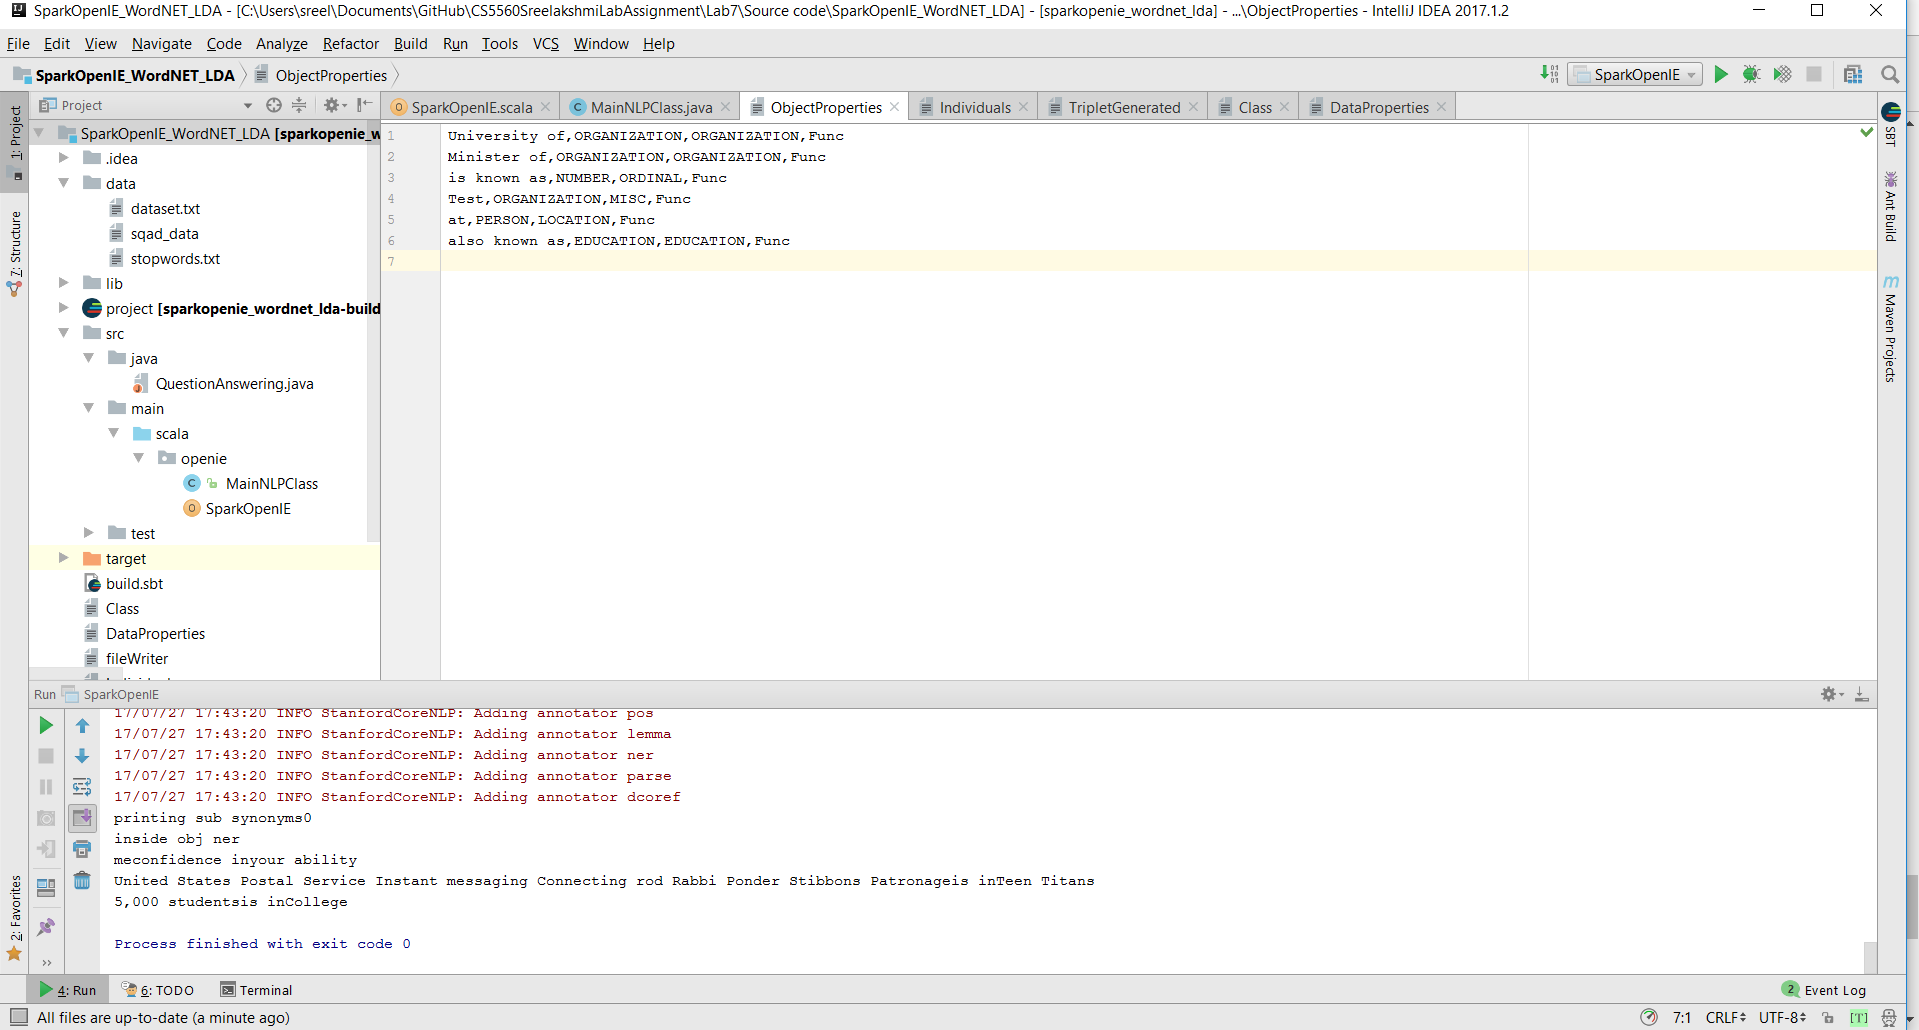 SparkOpenIE_WordNET_LDA - [C:\Users\sreel\Documents\GitHub\CS5560SreelakshmiLabAssignment\Lab7\Source code\SparkOpenIE_WordNET_LDA] - [sparkopenie_wordnet_lda] - ...\ObjectProperties - IntelliJ IDEA 2017.1.2
File Edit View Navigate Code Analyze Refactor Build Run Tools VCS Window Help
SparkOpenIE_WordNET_LDA ObjectProperties SparkOpenIE
Project
SparkOpenIE.scala MainNLPClass.java ObjectProperties Individuals TripletGenerated Class DataProperties
1: Project
7: Structure
2: Favorites
SparkOpenIE_WordNET_LDA [sparkopenie_w
.idea
data
dataset.txt
sqad_data
stopwords.txt
lib
project [sparkopenie_wordnet_lda-build
src
java
QuestionAnswering.java
main
scala
openie
MainNLPClass
SparkOpenIE
test
target
build.sbt
Class
DataProperties
fileWriter
1 University of,ORGANIZATION,ORGANIZATION,Func
2 Minister of,ORGANIZATION,ORGANIZATION,Func
3 is known as,NUMBER,ORDINAL,Func
4 Test,ORGANIZATION,MISC,Func
5 at,PERSON,LOCATION,Func
6 also known as,EDUCATION,EDUCATION,Func
7
SBT
Ant Build
Maven Projects
Run SparkOpenIE
17/07/27 17:43:20 INFO StanfordCoreNLP: Adding annotator pos
17/07/27 17:43:20 INFO StanfordCoreNLP: Adding annotator lemma
17/07/27 17:43:20 INFO StanfordCoreNLP: Adding annotator ner
17/07/27 17:43:20 INFO StanfordCoreNLP: Adding annotator parse
17/07/27 17:43:20 INFO StanfordCoreNLP: Adding annotator dcoref
printing sub synonyms0
inside obj ner
meconfidence inyour ability
United States Postal Service Instant messaging Connecting rod Rabbi Ponder Stibbons Patronageis inTeen Titans
5,000 studentsis inCollege
Process finished with exit code 0
4: Run 6: TODO Terminal 2 Event Log
All files are up-to-date (a minute ago) 7:1 CRLF UTF-8 [T]